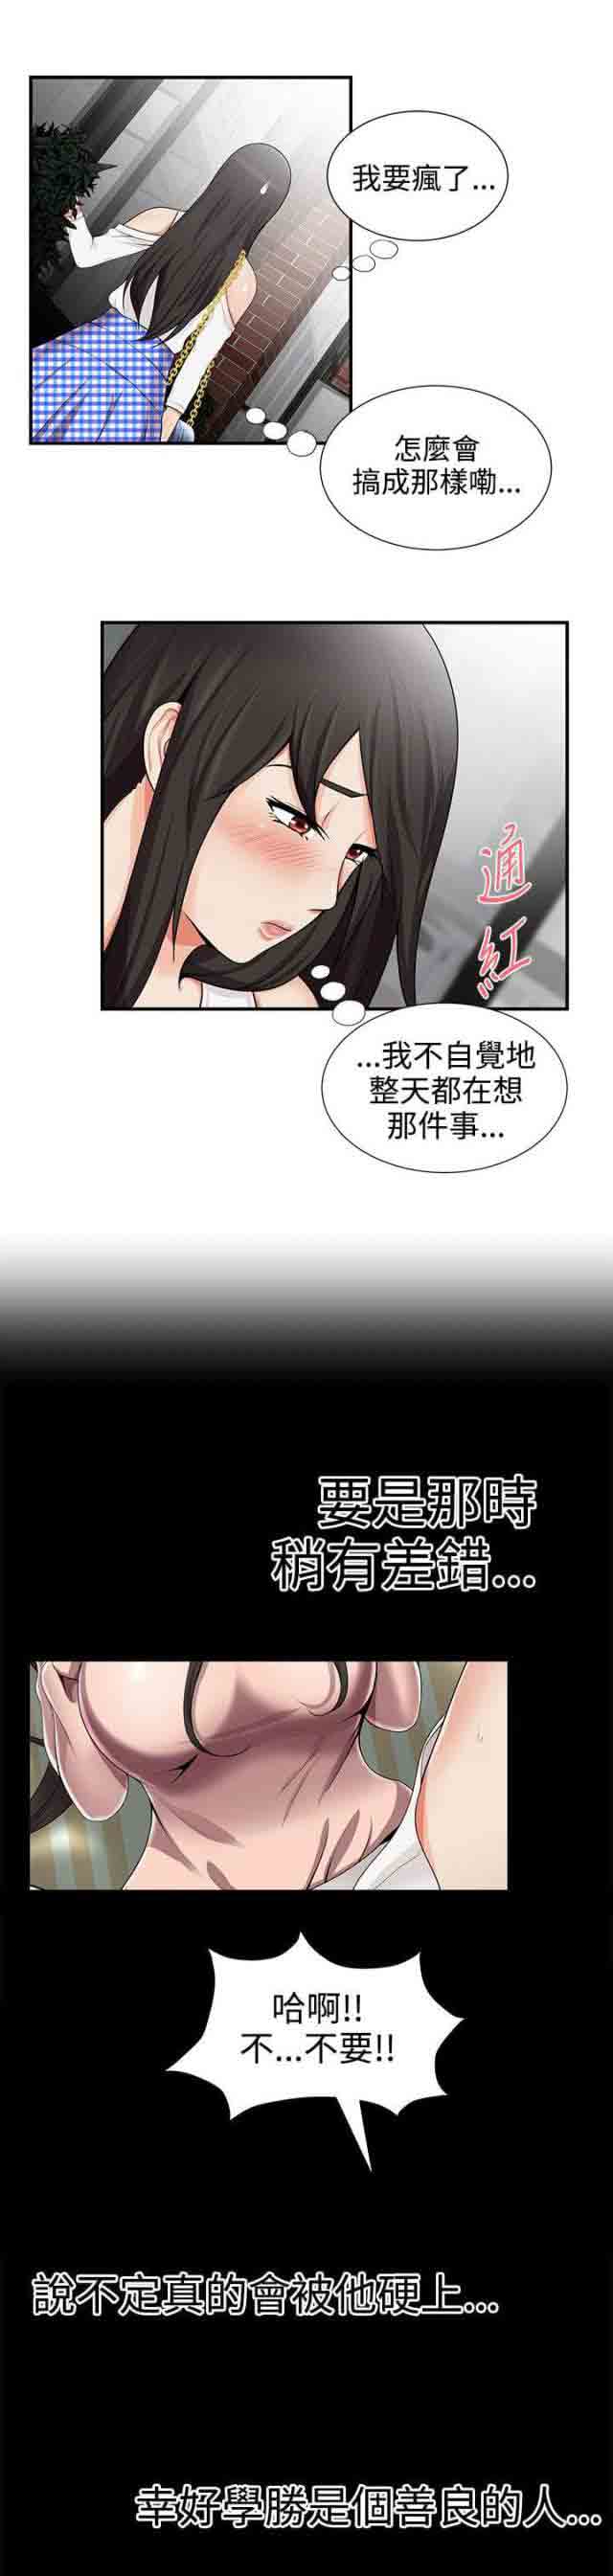 我要瘋了...
怎麼會
搞成那樣嘞...
通
紅
...我不自覺地
整天都在想
那件事...
要是那時
稍有差錯...
哈啊!!
不...不要!!
說不定真的會被他硬上...
幸好學勝是個善良的人...